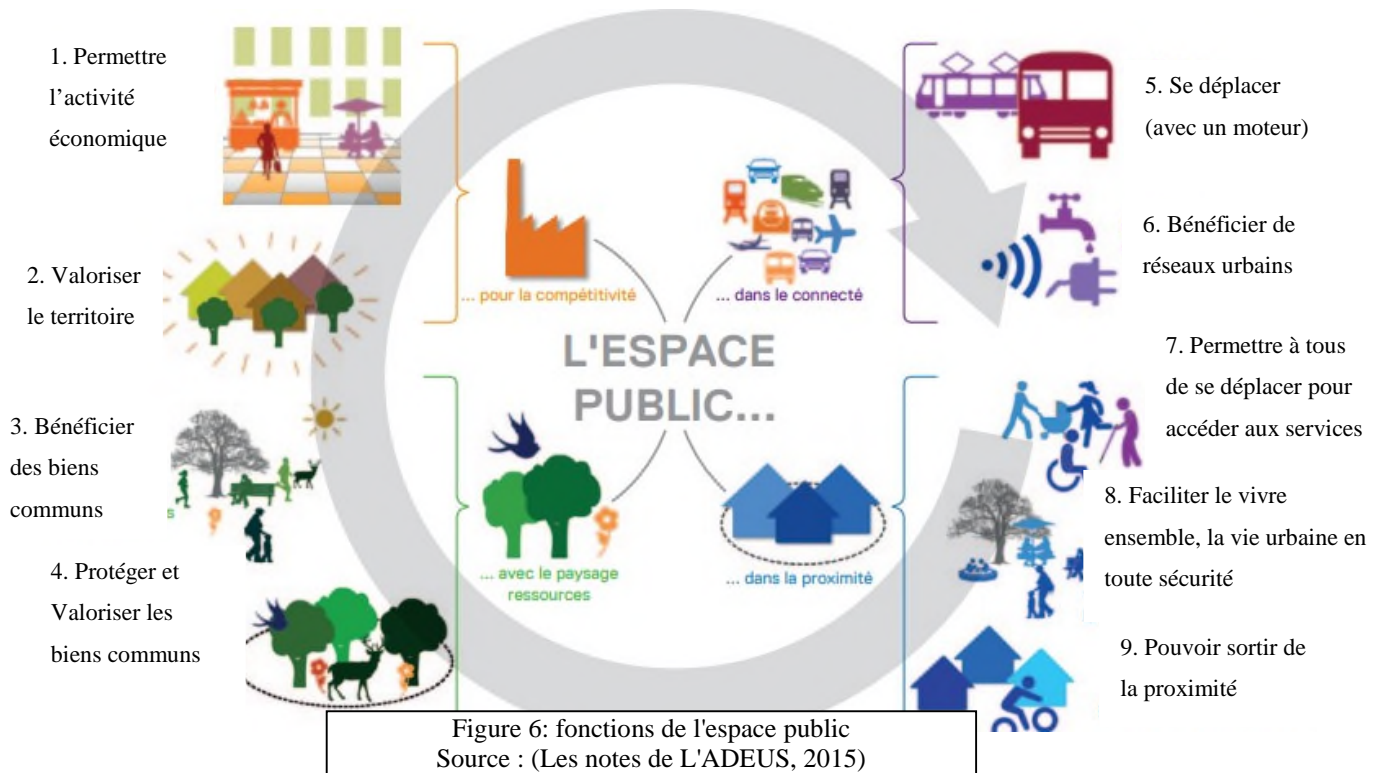 1. Permettre
l’activité
économique
2. Valoriser
le territoire
3. Bénéficier
des biens
communs
4. Protéger et
Valoriser les
biens communs
... pour la compétitivité
... dans le connecté
L'ESPACE
PUBLIC...
... avec le paysage
ressources
... dans la proximité
5. Se déplacer
(avec un moteur)
6. Bénéficier de
réseaux urbains
7. Permettre à tous
de se déplacer pour
accéder aux services
8. Faciliter le vivre
ensemble, la vie urbaine en
toute sécurité
9. Pouvoir sortir de
la proximité
Figure 6: fonctions de l'espace public
Source : (Les notes de L'ADEUS, 2015)